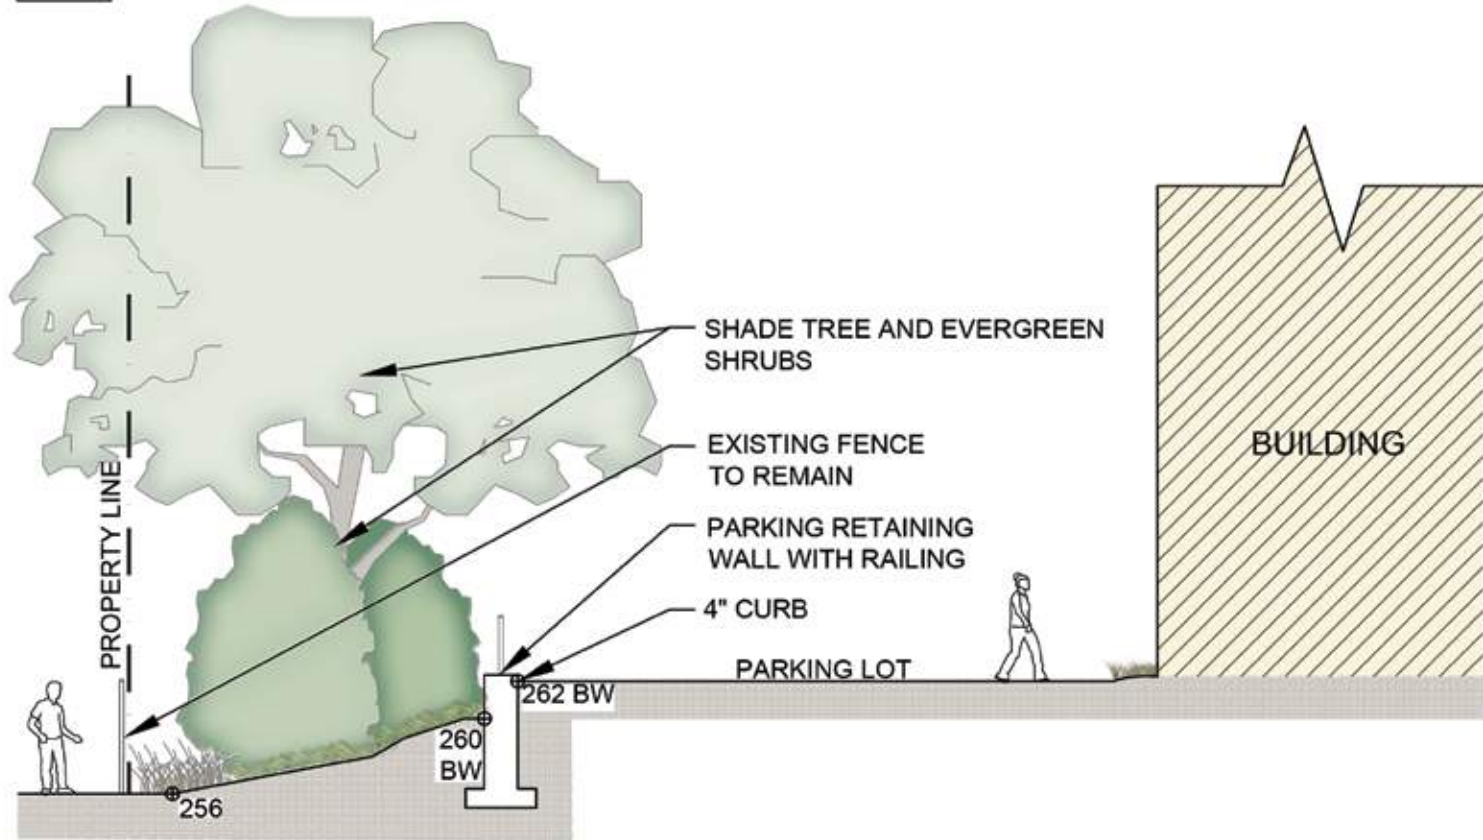 SHADE TREE AND EVERGREEN
SHRUBS
EXISTING FENCE
TO REMAIN
BUILDING
PROPERTY LINE
PARKING RETAINING
WALL WITH RAILING
4" CURB
PARKING LOT
262 BW
260
BW
256